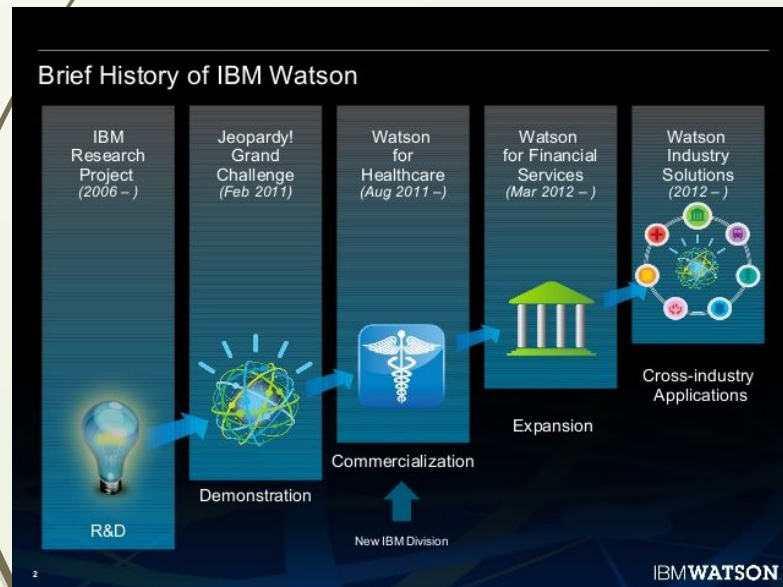 Brief History of IBM Watson
IBM
Research
Project
(2006 – )
R&D
Jeopardy!
Grand
Challenge
(Feb 2011)
Demonstration
Watson
for
Healthcare
(Aug 2011 –)
Commercialization
New IBM Division
Watson
for Financial
Services
(Mar 2012 – )
Expansion
Watson
Industry
Solutions
(2012 – )
Cross-industry
Applications
2
IBMWATSON